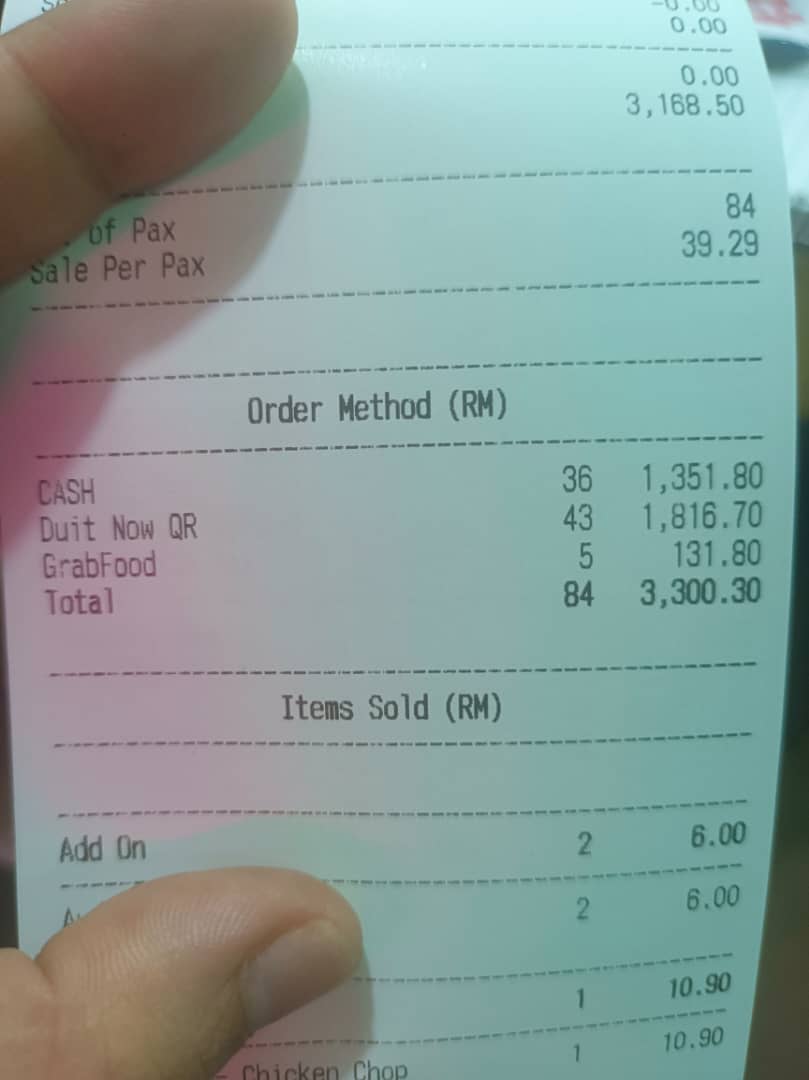 0.00
0.00
3,168.50
of Pax 84
Sale Per Pax 39.29
Order Method (RM)
CASH 36 1,351.80
Duit Now QR 43 1,816.70
GrabFood 5 131.80
Total 84 3,300.30
Items Sold (RM)
Add On 2 6.00
2 6.00
1 10.90
- Chicken Chop 1 10.90